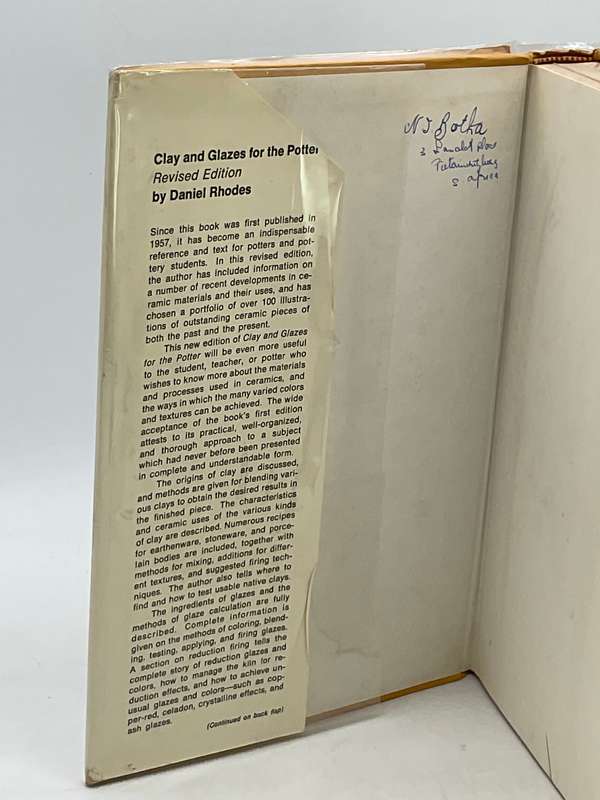 Clay and Glazes for the Potter
Revised Edition
by Daniel Rhodes
Since this book was first published in
1957, it has become an indispensable
reference and text for potters and pot-
tery students. In this revised edition,
the author has included information on
a number of recent developments in ce-
ramic materials and their uses, and has
chosen a portfolio of over 100 illustra-
tions of outstanding ceramic pieces of
both the past and the present.
This new edition of Clay and Glazes
for the Potter will be even more useful
to the student, teacher, or potter who
wishes to know more about the materials
and processes used in ceramics, and
the ways in which the many varied colors
and textures can be achieved. The wide
acceptance of the book's first edition
attests to its practical, well-organized,
and thorough approach to a subject
which had never before been presented
in complete and understandable form.
The origins of clay are discussed,
and methods are given for blending vari-
ous clays to obtain the desired results in
the finished piece. The characteristics
and ceramic uses of the various kinds
of clay are described. Numerous recipes
for earthenware, stoneware, and porce-
lain bodies are included, together with
methods for mixing, additions for differ-
ent textures, and suggested firing tech-
niques. The author also tells where to
find and how to test usable native clays.
The ingredients of glazes and the
methods of glaze calculation are fully
described. Complete information is
given on the methods of coloring, blend-
ing, testing, applying, and firing glazes.
A section on reduction firing tells the
complete story of reduction glazes and
colors, how to manage the kiln for re-
duction effects, and how to achieve un-
usual glazes and colors—such as cop-
per-red, celadon, crystalline effects, and
ash glazes.
(Continued on back flap)
Botha
3
S. Africa